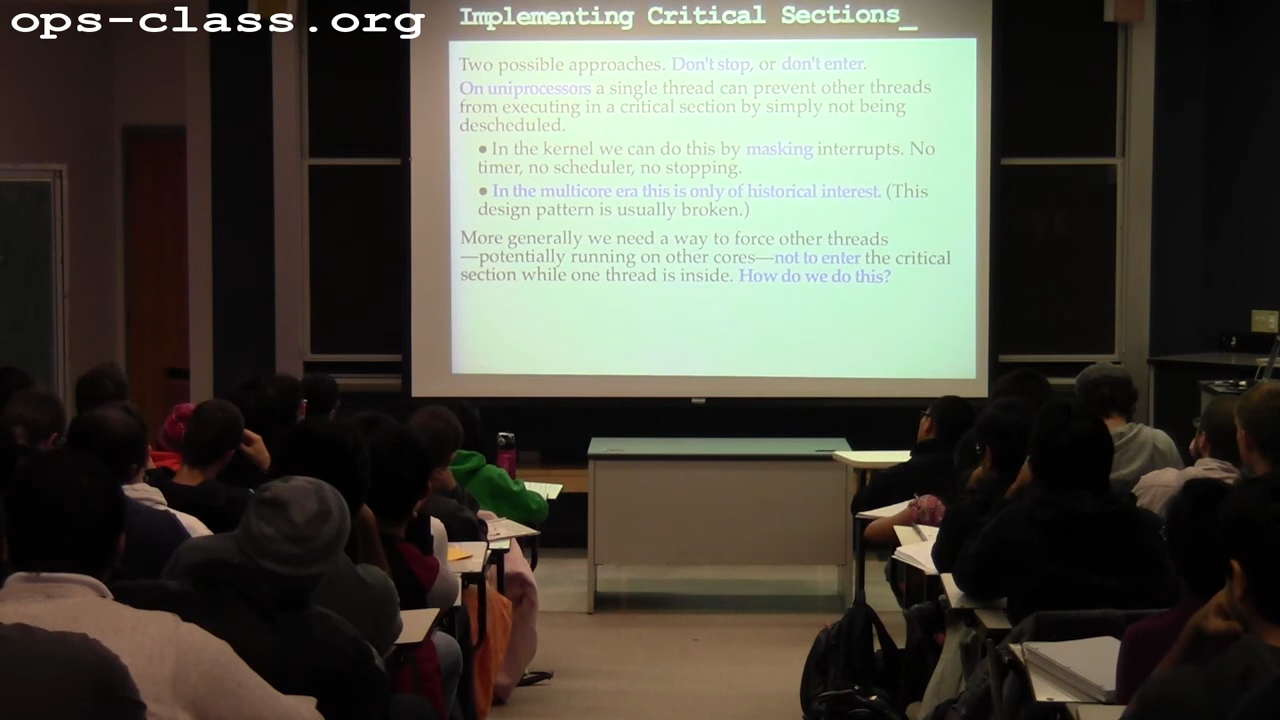 ops-class.org
Implementing Critical Sections_
Two possible approaches. Don't stop, or don't enter.
On uniprocessors a single thread can prevent other threads
from executing in a critical section by simply not being
descheduled.
• In the kernel we can do this by masking interrupts. No
timer, no scheduler, no stopping.
• In the multicore era this is only of historical interest. (This
design pattern is usually broken.)
More generally we need a way to force other threads
—potentially running on other cores—not to enter the critical
section while one thread is inside. How do we do this?